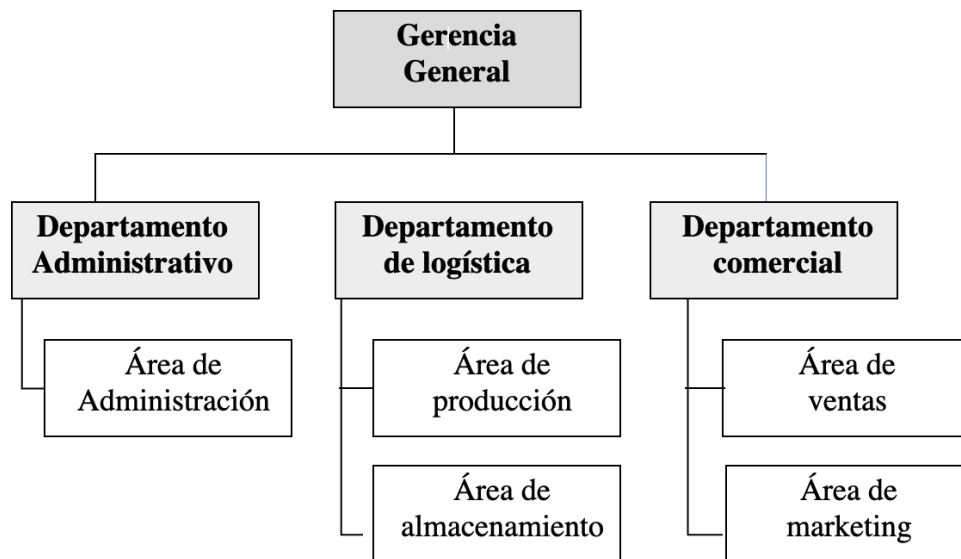 Gerencia
General
Departamento
Administrativo
Departamento
de logística
Departamento
comercial
Área de
Administración
Área de
producción
Área de
ventas
Área de
almacenamiento
Área de
marketing